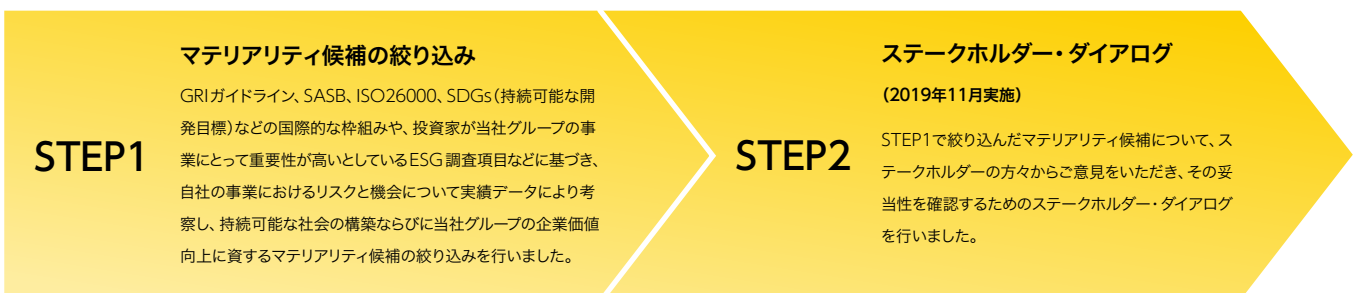 STEP1
マテリアリティ候補の絞り込み
GRIガイドライン、SASB、ISO26000、SDGs（持続可能な開
発目標）などの国際的な枠組みや、投資家が当社グループの事
業にとって重要性が高いとしているESG調査項目などに基づき、
自社の事業におけるリスクと機会について実績データにより考
察し、持続可能な社会の構築ならびに当社グループの企業価値
向上に資するマテリアリティ候補の絞り込みを行いました。
STEP2
ステークホルダー・ダイアログ
（2019年11月実施）
STEP1で絞り込んだマテリアリティ候補について、ス
テークホルダーの方々からご意見をいただき、その妥
当性を確認するためのステークホルダー・ダイアログ
を行いました。